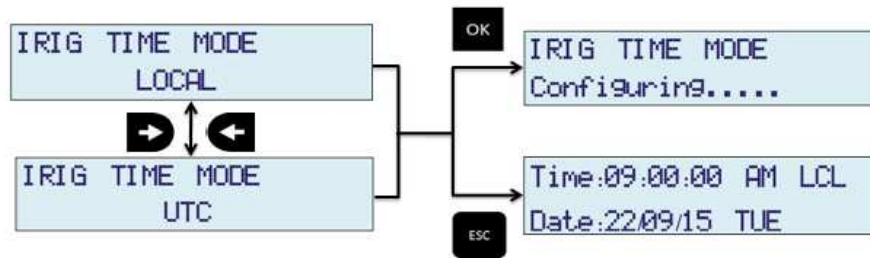 IRIG TIME MODE
LOCAL
IRIG TIME MODE
UTC
OK
IRIG TIME MODE
Configuring.....
Time:09:00:00 AM LCL
Date:22/09/15 TUE
ESC